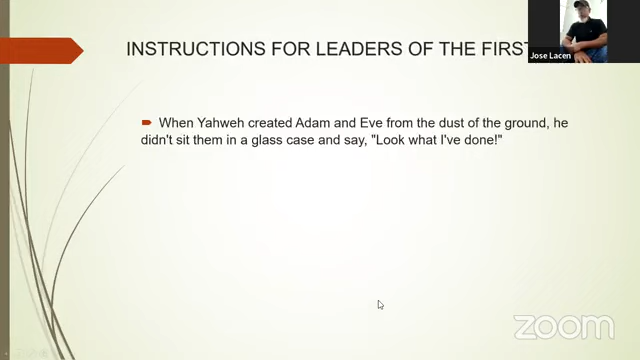 INSTRUCTIONS FOR LEADERS OF THE FIRST
Jose Lacen
When Yahweh created Adam and Eve from the dust of the ground, he
didn't sit them in a glass case and say, "Look what I've done!"
zoom